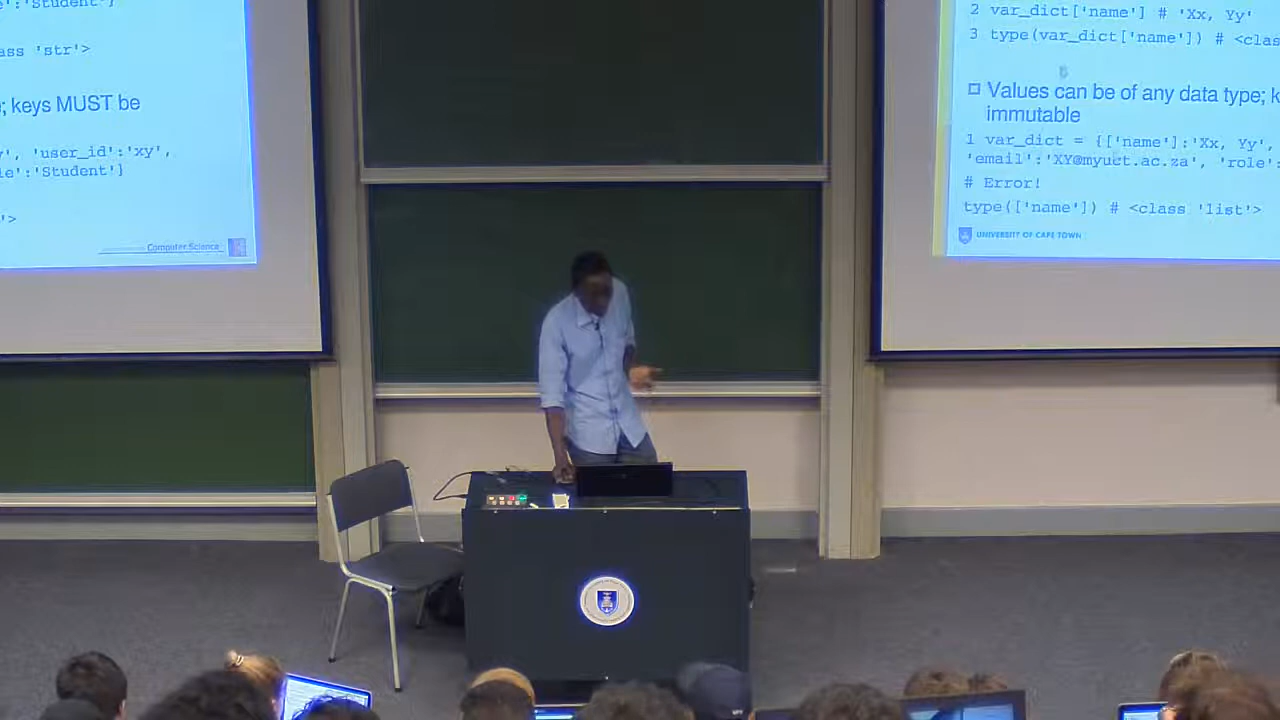 'Student'}
ass 'str'>
; keys MUST be
y', 'user_id':'xy',
le':'Student'}
'>
Computer Science
2 var_dict['name'] # 'Xx, Yy'
3 type(var_dict['name']) # <clas
Values can be of any data type; k
immutable
1 var_dict = {['name']:'Xx, Yy',
'email':'XY@myuct.ac.za', 'role':
# Error!
type(['name']) # <class 'list'>
UNIVERSITY OF CAPE TOWN